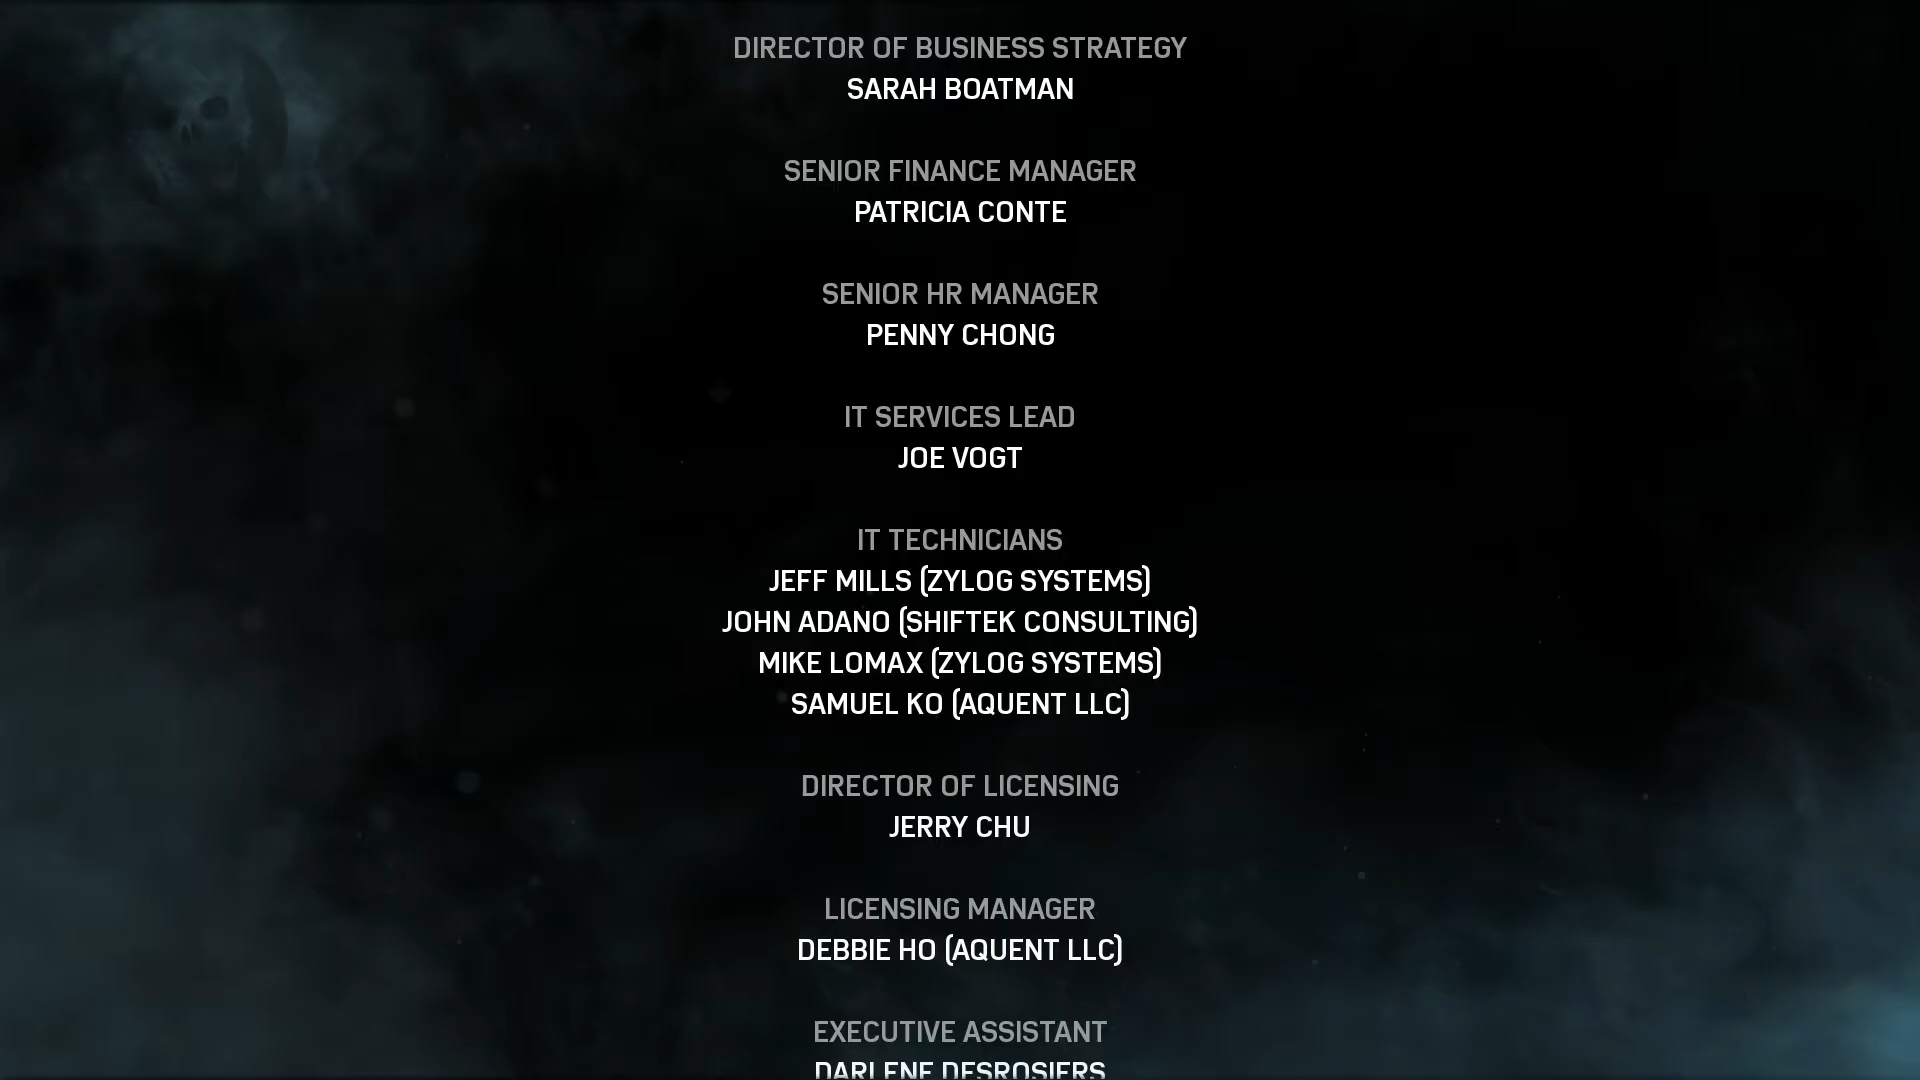 DIRECTOR OF BUSINESS STRATEGY
SARAH BOATMAN
SENIOR FINANCE MANAGER
PATRICIA CONTE
SENIOR HR MANAGER
PENNY CHONG
IT SERVICES LEAD
JOE VOGT
IT TECHNICIANS
JEFF MILLS (ZYLOG SYSTEMS)
JOHN ADANO (SHIFTEK CONSULTING)
MIKE LOMAX (ZYLOG SYSTEMS)
SAMUEL KO (AQUENT LLC)
DIRECTOR OF LICENSING
JERRY CHU
LICENSING MANAGER
DEBBIE HO (AQUENT LLC)
EXECUTIVE ASSISTANT
DARLENE DESROSIERS